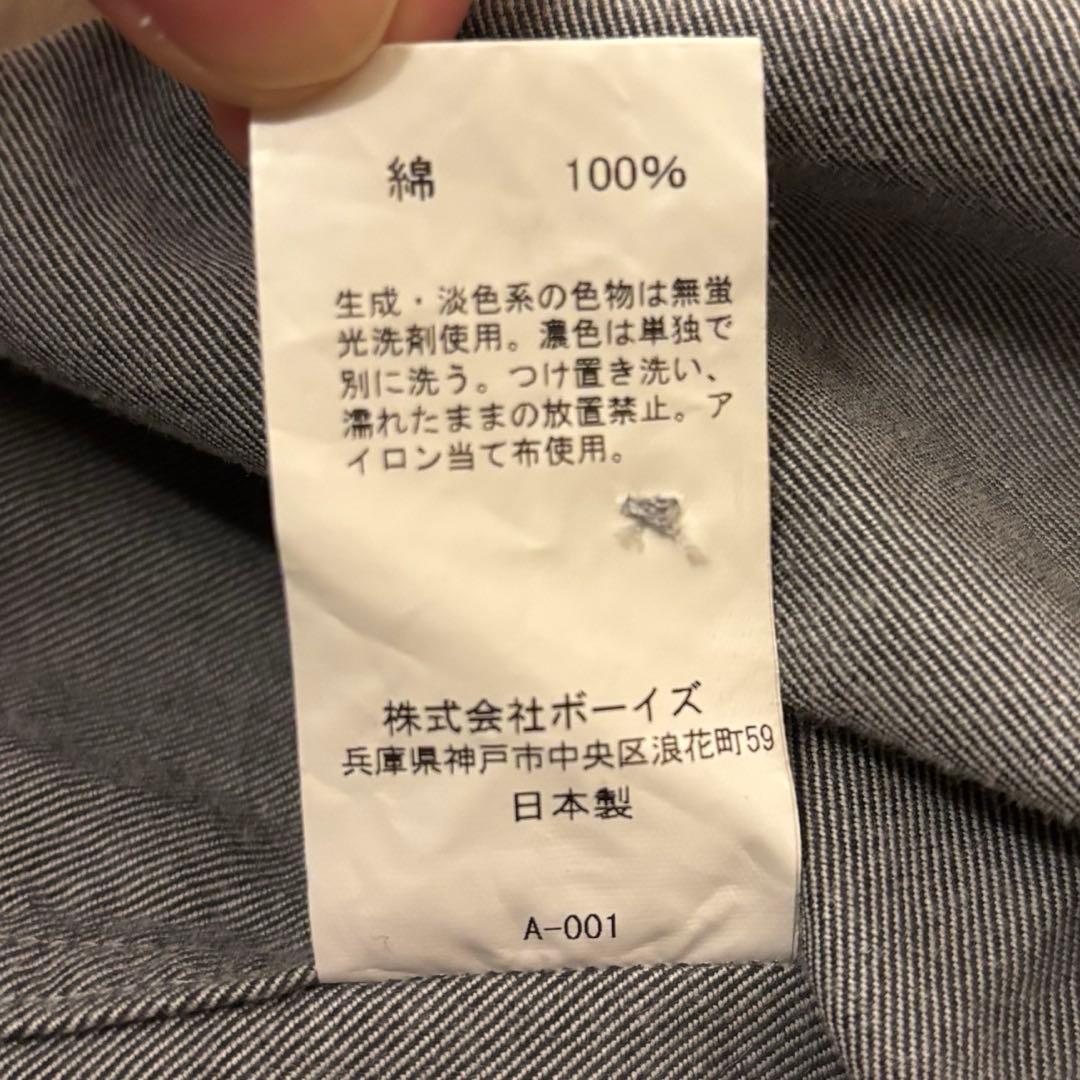 綿 100%
生成・淡色系の色物は無蛍
光洗剤使用。濃色は単独で
別に洗う。つけ置き洗い、
濡れたままの放置禁止。ア
イロン当て布使用。
株式会社ボーイズ
兵庫県神戸市中央区浪花町59
日本製
A-001